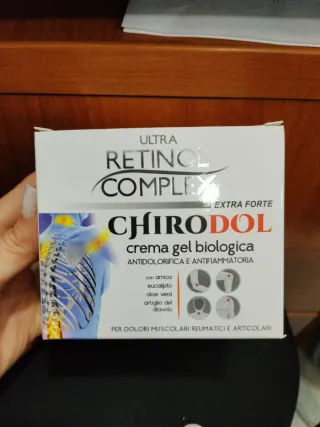 ULTRA
RETINOL
COMPLEX
EXTRA FORTE
CHIRODOL
crema gel biologica
ANTIDOLORIFICA E ANTIFIAMMATORIA
con arnica
eucalipto
aloe vera
artiglio del
diavolo
PER DOLORI MUSCOLARI REUMATICI E ARTICOLARI